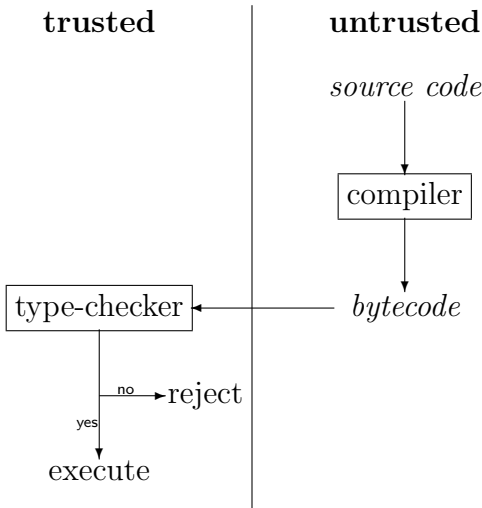 trusted
untrusted
source code
compiler
type-checker
bytecode
no
reject
yes
execute